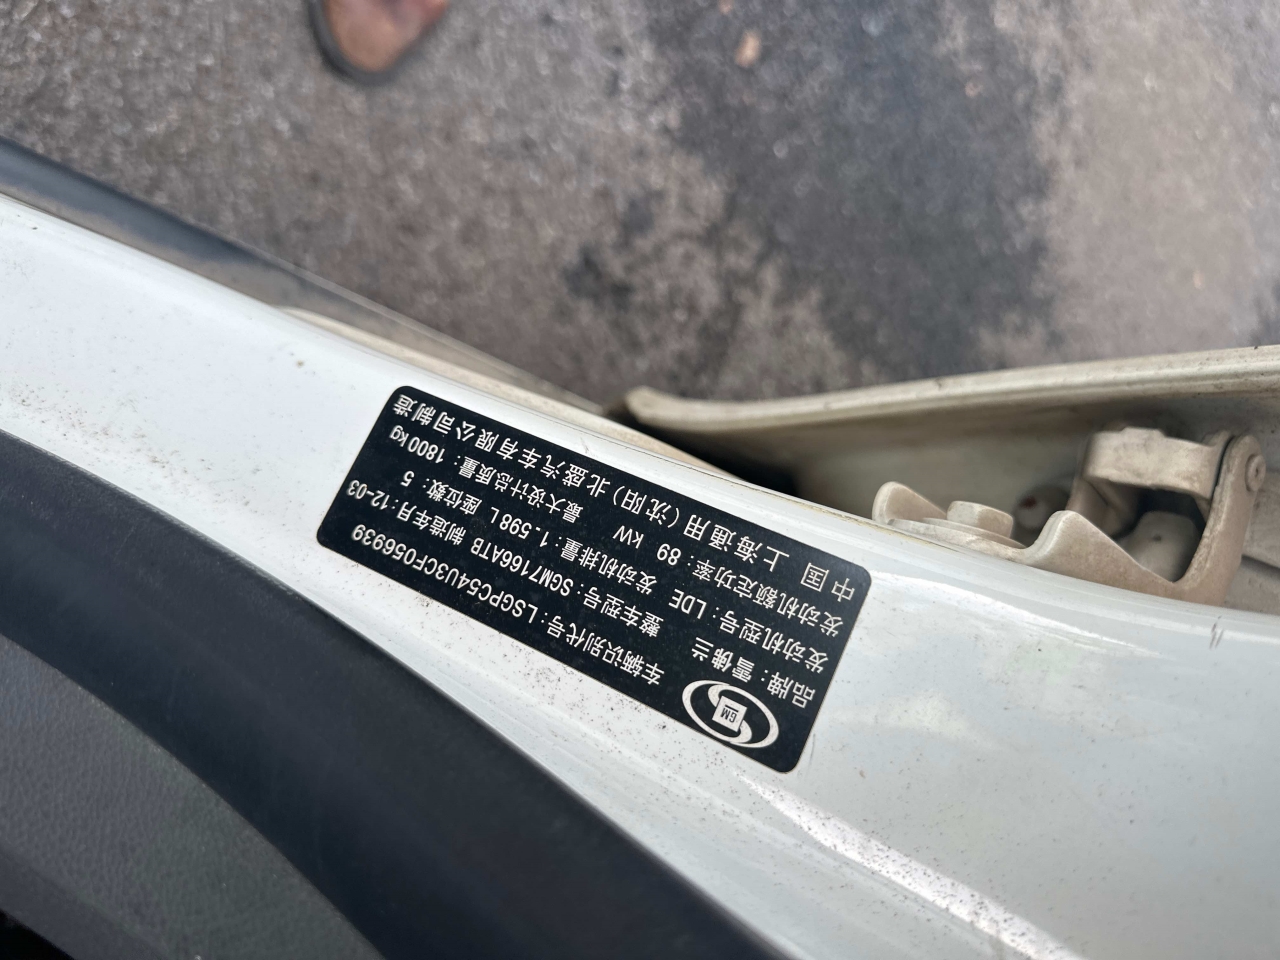 GM
车辆识别代号:LSGPC54U3CF056939
品牌:雪佛兰 整车型号:SGM7166ATB 制造年月:12-03
发动机型号:LDE 发动机排量:1.598L 座位数:5
发动机额定功率:89 kW 最大设计总质量:1800kg
中国 上海通用(沈阳)北盛汽车有限公司制造